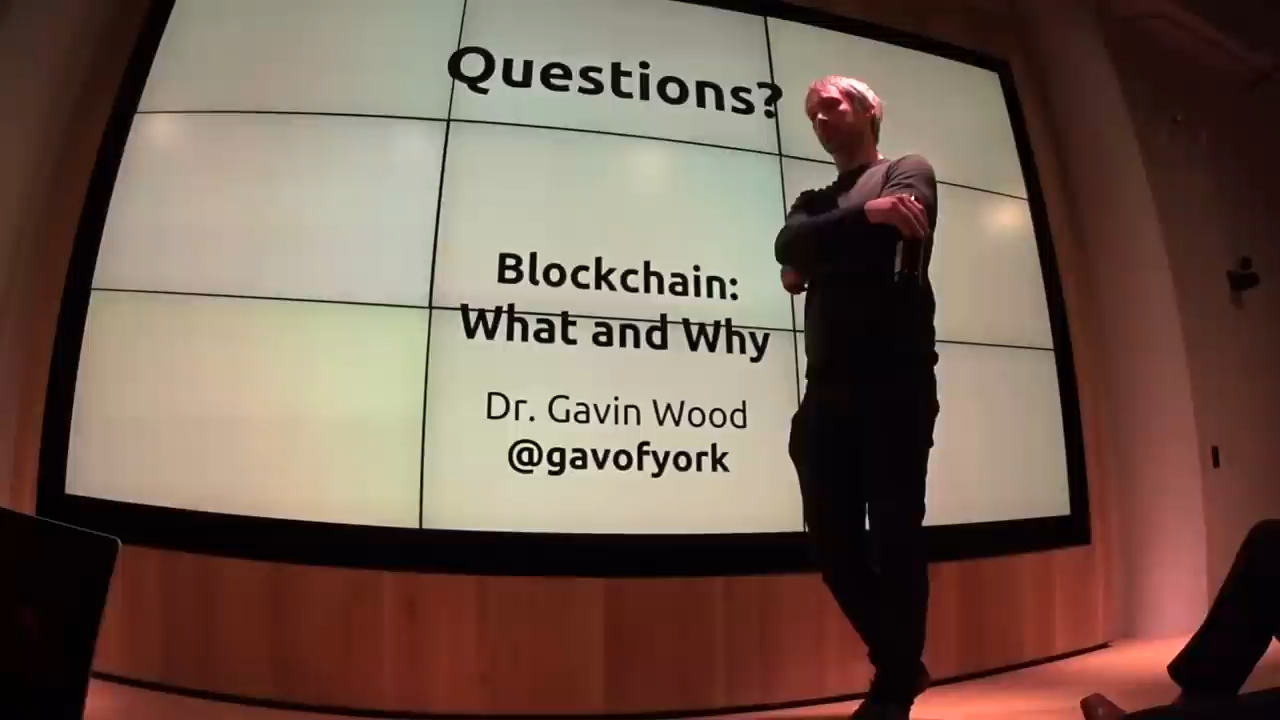 Questions?
Blockchain:
What and Why
Dr. Gavin Wood
@gavofyork